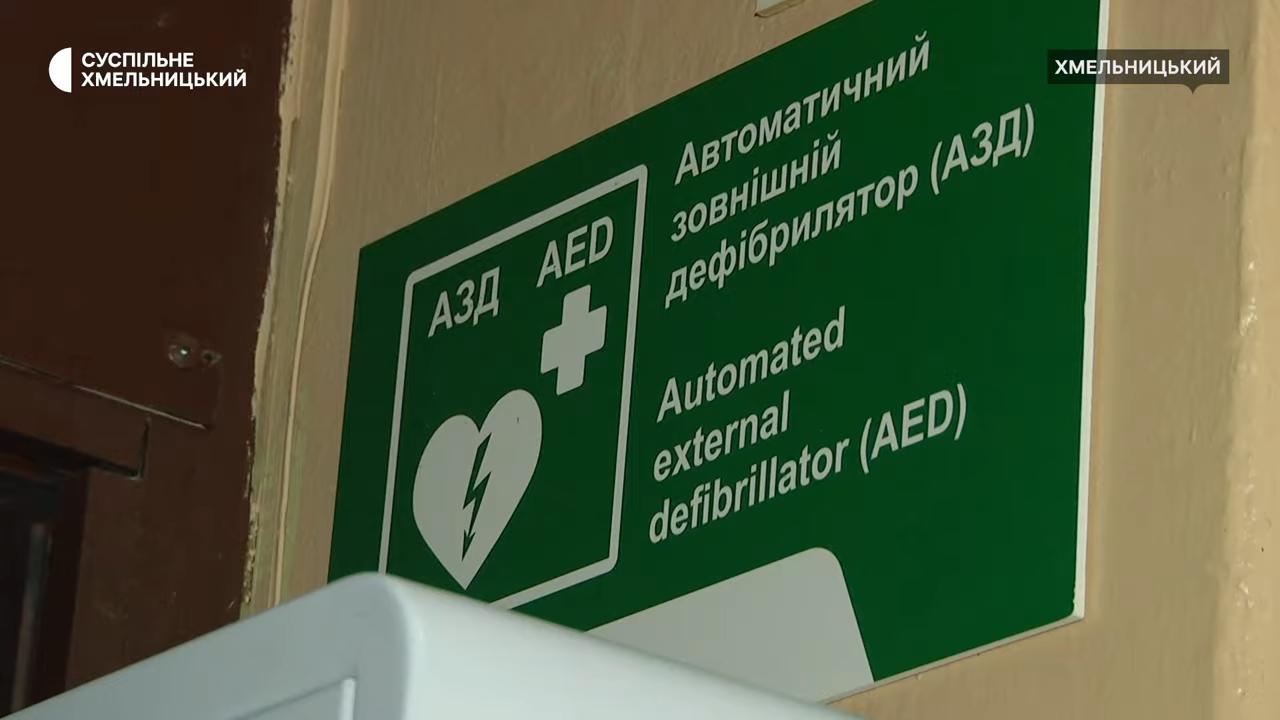 СУСПІЛЬНЕ
ХМЕЛЬНИЦЬКИЙ
ХМЕЛЬНИЦЬКИЙ
АЗД AED
Автоматичний
зовнішній
дефібрилятор (АЗД)
Automated
external
defibrillator (AED)